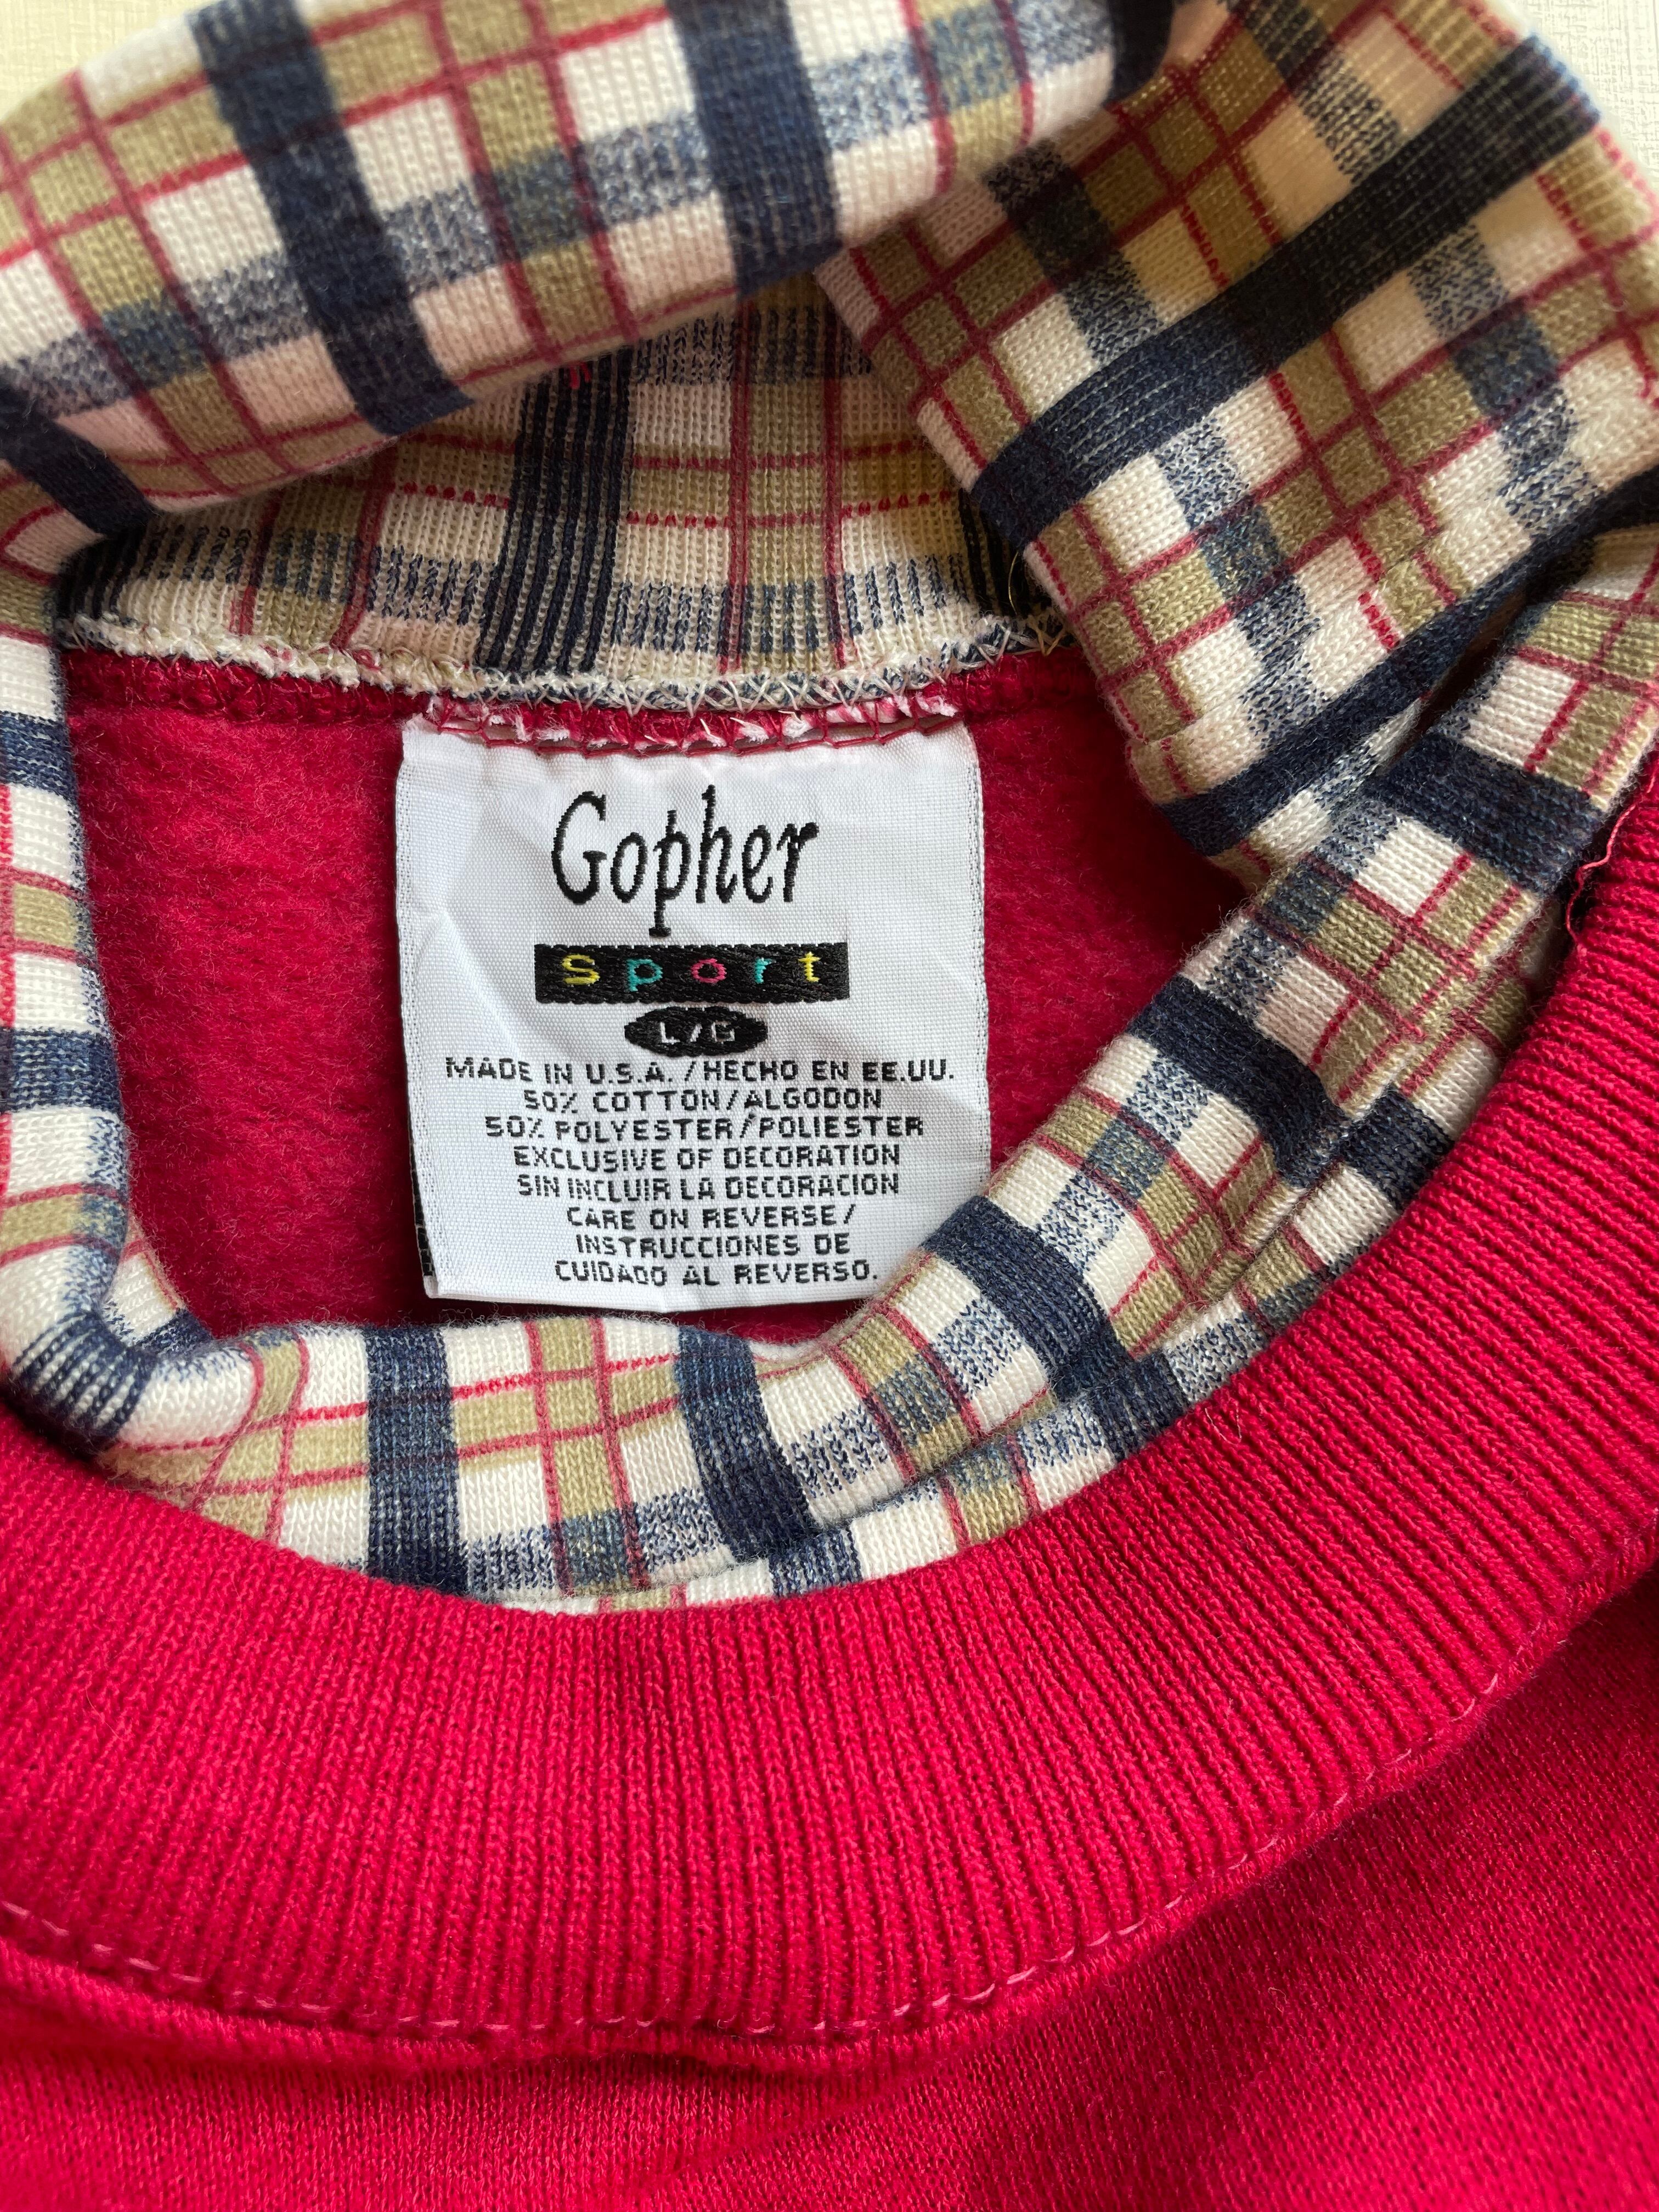 Gopher
sport
L/G
MADE IN U.S.A./HECHO EN EE.UU.
50% COTTON/ALGODON
50% POLYESTER/POLIESTER
EXCLUSIVE OF DECORATION
SIN INCLUIR LA DECORACION
CARE ON REVERSE/
INSTRUCCIONES DE
CUIDADO AL REVERSO.